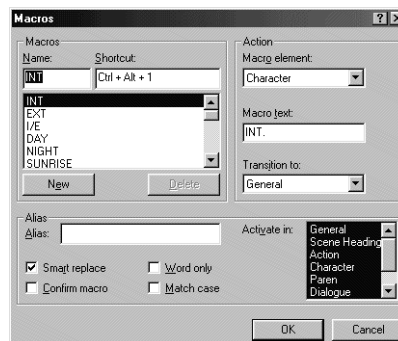 Macros
Macros
Name: Shortcut:
INT Ctrl + Alt + 1
INT
EXT
I/E
DAY
NIGHT
SUNRISE
New Delete
Action
Macro element:
Character
Macro text:
INT.
Transition to:
General
Alias
Alias:
Smart replace Word only
Confirm macro Match case
Activate in:
General
Scene Heading
Action
Character
Paren
Dialogue
OK Cancel